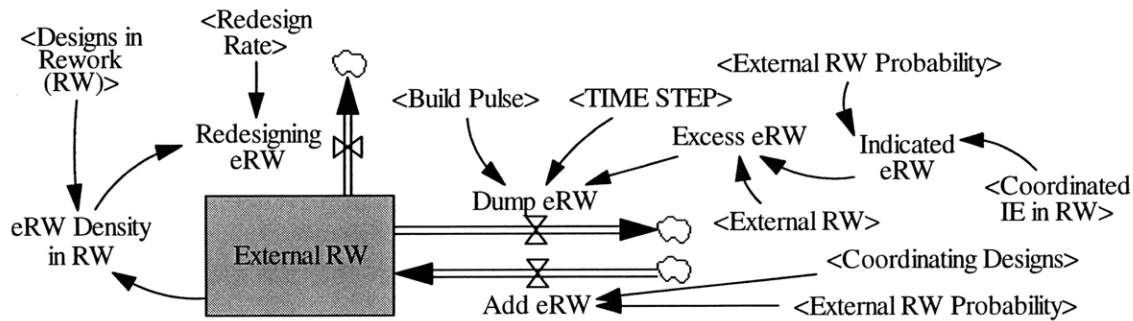 <Redesign
Rate>
<Designs in
Rework
(RW)>
<External RW Probability>
<Build Pulse>
<TIME STEP>
Redesigning
eRW
Excess eRW
Indicated
eRW
<Coordinated
IE in RW>
Dump eRW
<External RW>
eRW Density
in RW
External RW
<Coordinating Designs>
Add eRW
<External RW Probability>